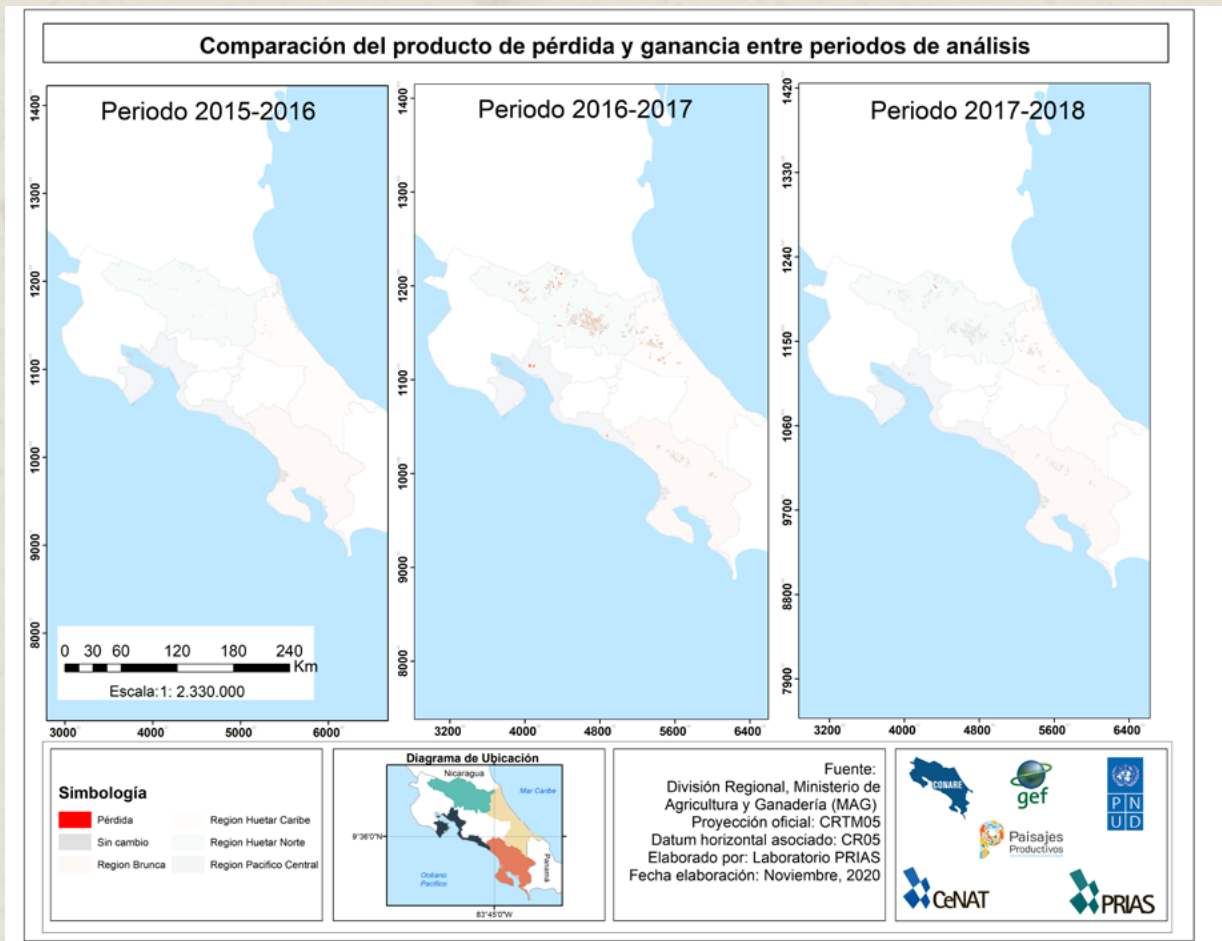 Comparación del producto de pérdida y ganancia entre periodos de análisis
Periodo 2015-2016
1400
1300
1200
1100
1000
9000
8000
3000 4000 5000 6000
0 30 60 120 180 240
Km
Escala:1: 2.330.000
Periodo 2016-2017
1400
1300
1200
1100
1000
9000
8000
3200 4000 4800 5600 6400
Periodo 2017-2018
1420
1330
1240
1150
1060
9700
8800
7900
3200 4000 4800 5600 6400
Simbología
Pérdida
Sin cambio
Region Brunca
Region Huetar Caribe
Region Huetar Norte
Region Pacifico Central
Diagrama de Ubicación
Nicaragua
Mar Caribe
9°36'0"N
Océano
Pacífico
Panamá
83°45'0"W
Fuente:
División Regional, Ministerio de
Agricultura y Ganadería (MAG)
Proyección oficial: CRTM05
Datum horizontal asociado: CR05
Elaborado por: Laboratorio PRIAS
Fecha elaboración: Noviembre, 2020
CONARE
gef
P N
U D
Paisajes
Productivos
CeNAT
PRIAS